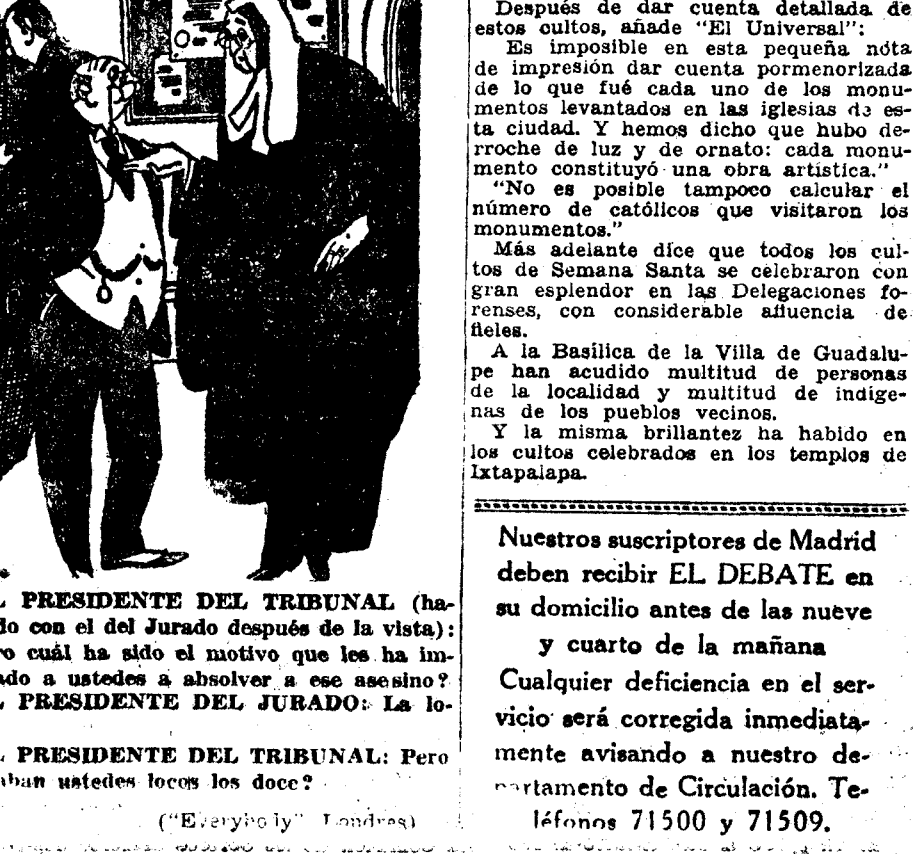 PRESIDENTE DEL TRIBUNAL (ha-
con el del Jurado después de la vista):
cuál ha sido el motivo que les ha im-
a ustedes a absolver a ese asesino?
PRESIDENTE DEL JURADO: La lo-
PRESIDENTE DEL TRIBUNAL: Pero
ustedes locos los doce?
("Everybody" Londres)
Después de dar cuenta detallada de
estos cultos, añade "El Universal":
Es imposible en esta pequeña nota
de impresión dar cuenta pormenorizada
de lo que fué cada uno de los monu-
mentos levantados en las iglesias de es-
ta ciudad. Y hemos dicho que hubo de-
rroche de luz y de ornato: cada monu-
mento constituyó una obra artística."
"No es posible tampoco calcular el
número de católicos que visitaron los
monumentos."
Más adelante dice que todos los cul-
tos de Semana Santa se celebraron con
gran esplendor en las Delegaciones fo-
renses, con considerable afluencia de
fieles.
A la Basílica de la Villa de Guadalu-
pe han acudido multitud de personas
de la localidad y multitud de indíge-
nas de los pueblos vecinos.
Y la misma brillantez ha habido en
los cultos celebrados en los templos de
Ixtapalapa.
Nuestros suscriptores de Madrid
deben recibir EL DEBATE en
su domicilio antes de las nueve
y cuarto de la mañana
Cualquier deficiencia en el ser-
vicio será corregida inmediata-
mente avisando a nuestro de-
partamento de Circulación. Te-
léfonos 71500 y 71509.